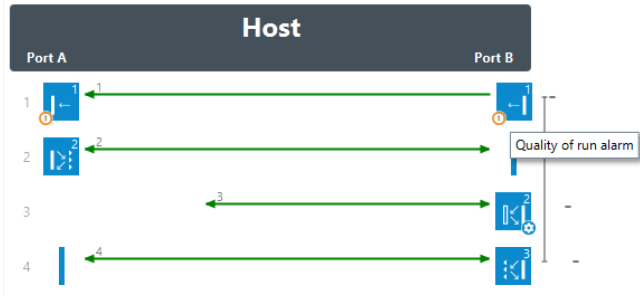 Host
Port A Port B
1 1 1 1
2 2 2 Quality of run alarm
3 3 2
4 4 3